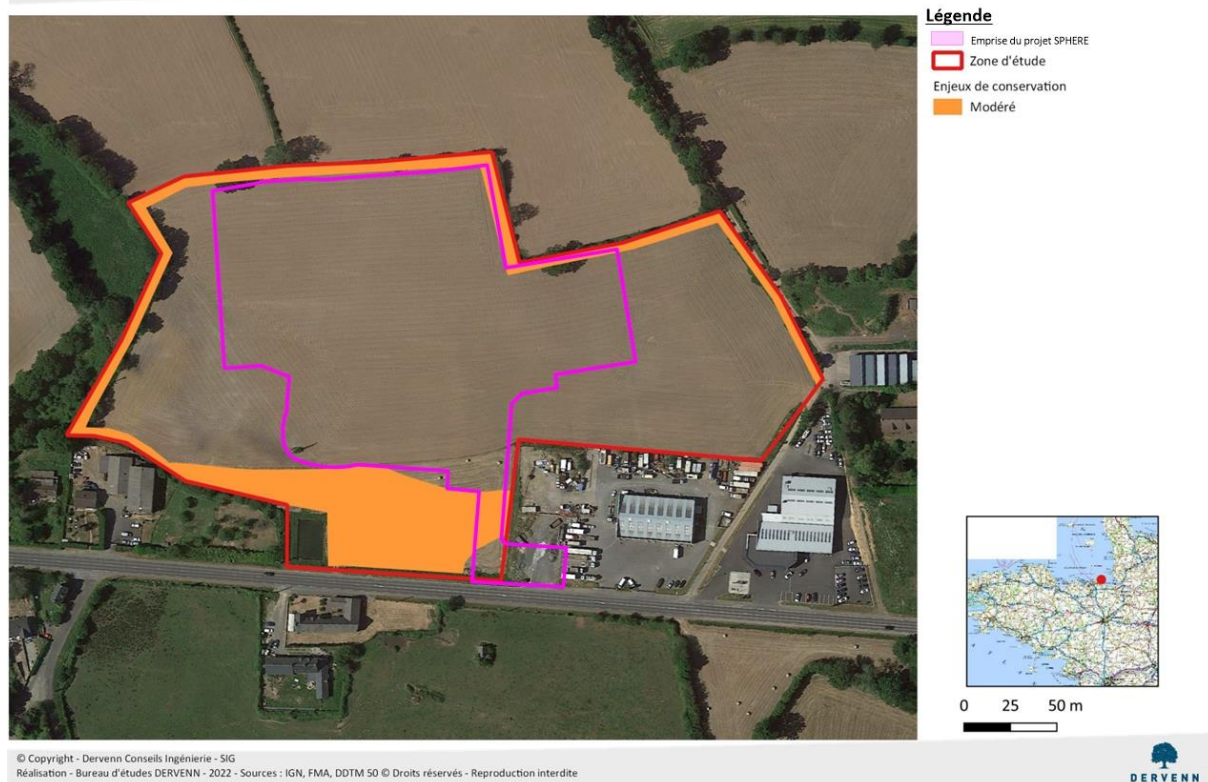 Légende
Emprise du projet SPHERE
Zone d'étude
Enjeux de conservation
Modéré
0 25 50 m
© Copyright - Dervenn Conseils Ingénierie - SIG
Réalisation - Bureau d'études DERVENN - 2022 - Sources : IGN, FMA, DDTM 50 © Droits réservés - Reproduction interdite
DERVENN